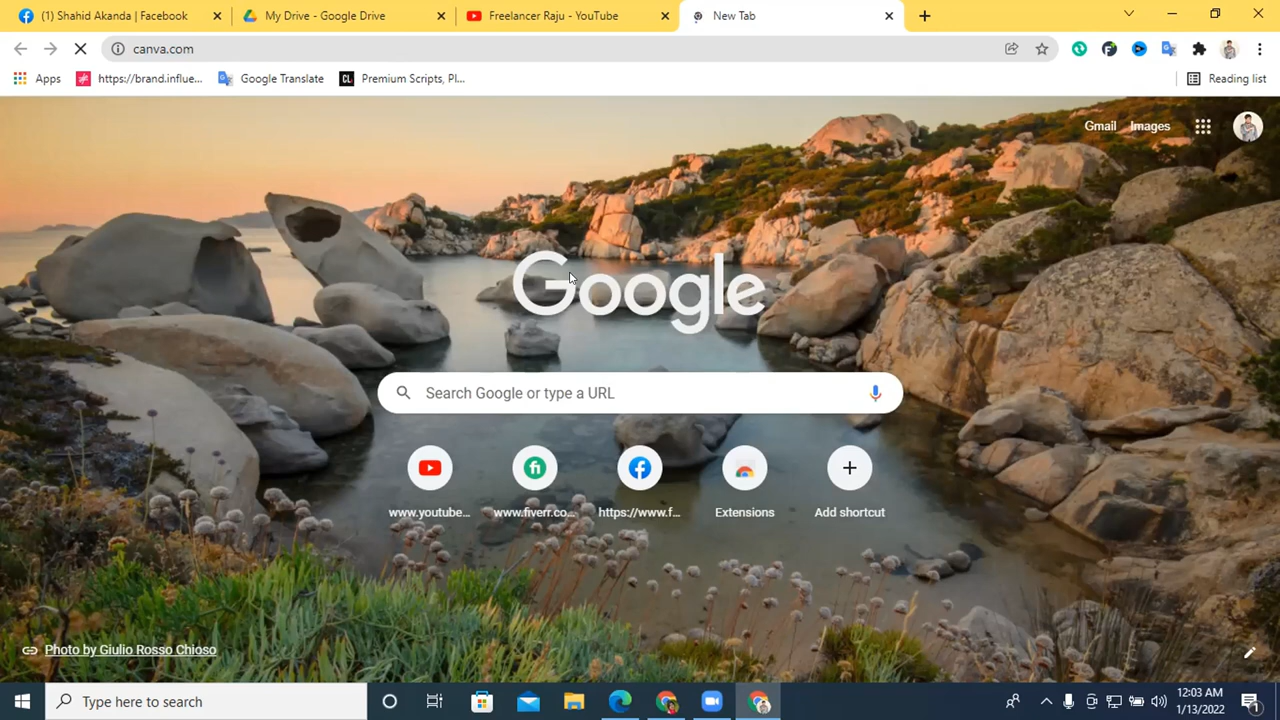 (1) Shahid Akanda | Facebook
My Drive - Google Drive
Freelancer Raju - YouTube
New Tab
canva.com
Apps
https://brand.influe...
Google Translate
CL
Premium Scripts, Pl...
Reading list
Gmail
Images
Google
Search Google or type a URL
fi
www.youtube...
www.fiverr.co...
https://www.f...
Extensions
Add shortcut
Photo by Giulio Rosso Chioso
Type here to search
12:03 AM
1/13/2022
1